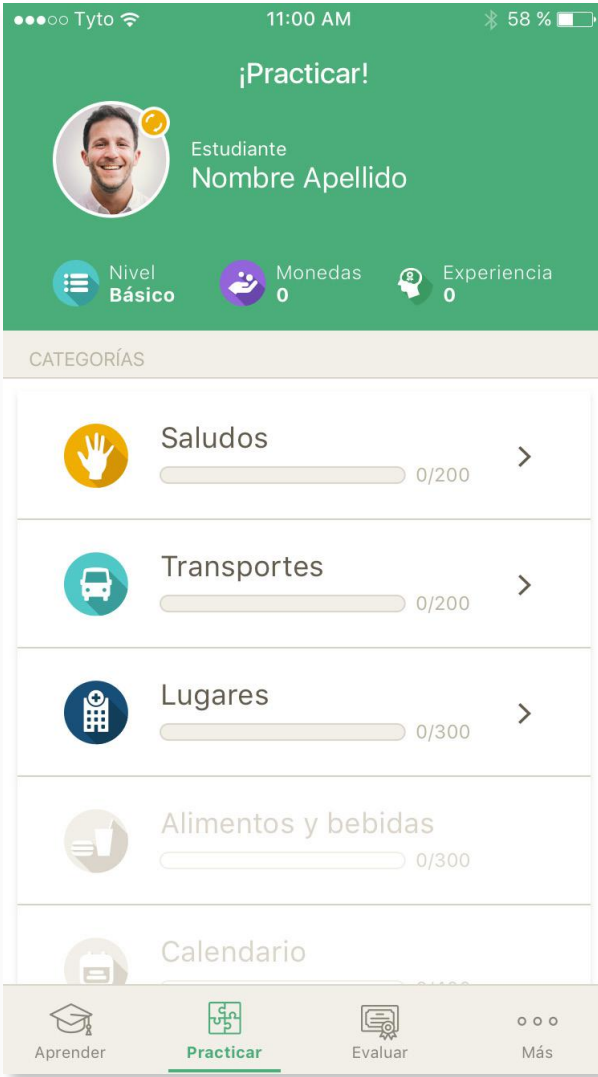 Tyto 11:00 AM 58 %
¡Practicar!
Estudiante
Nombre Apellido
Nivel
Básico
Monedas
0
Experiencia
0
CATEGORÍAS
Saludos
0/200
Transportes
0/200
Lugares
0/300
Alimentos y bebidas
0/300
Calendario
Aprender
Practicar
Evaluar
Más